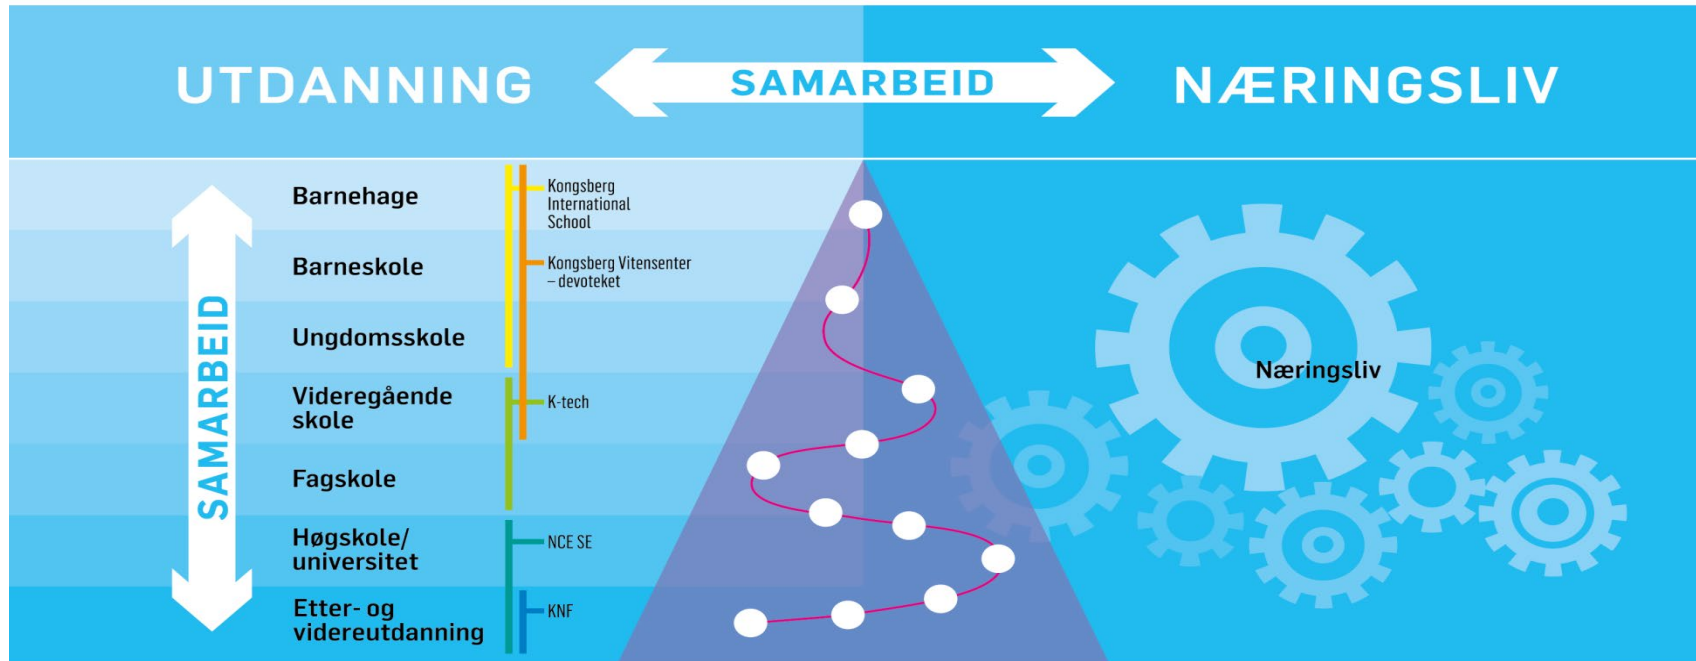 UTDANNING
SAMARBEID
NÆRINGSLIV
SAMARBEID
Barnehage
Kongsberg
International
School
Barneskole
Kongsberg Vitensenter
– devoteket
Ungdomsskole
Videregående
skole
K-tech
Fagskole
Høgskole/
universitet
NCE SE
Etter- og
videreutdanning
KNF
Næringsliv